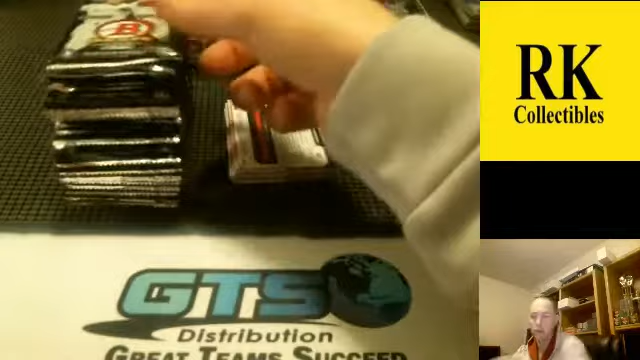 B
RK
Collectibles
GTS
Distribution
GREAT TEAMS SUCCEED